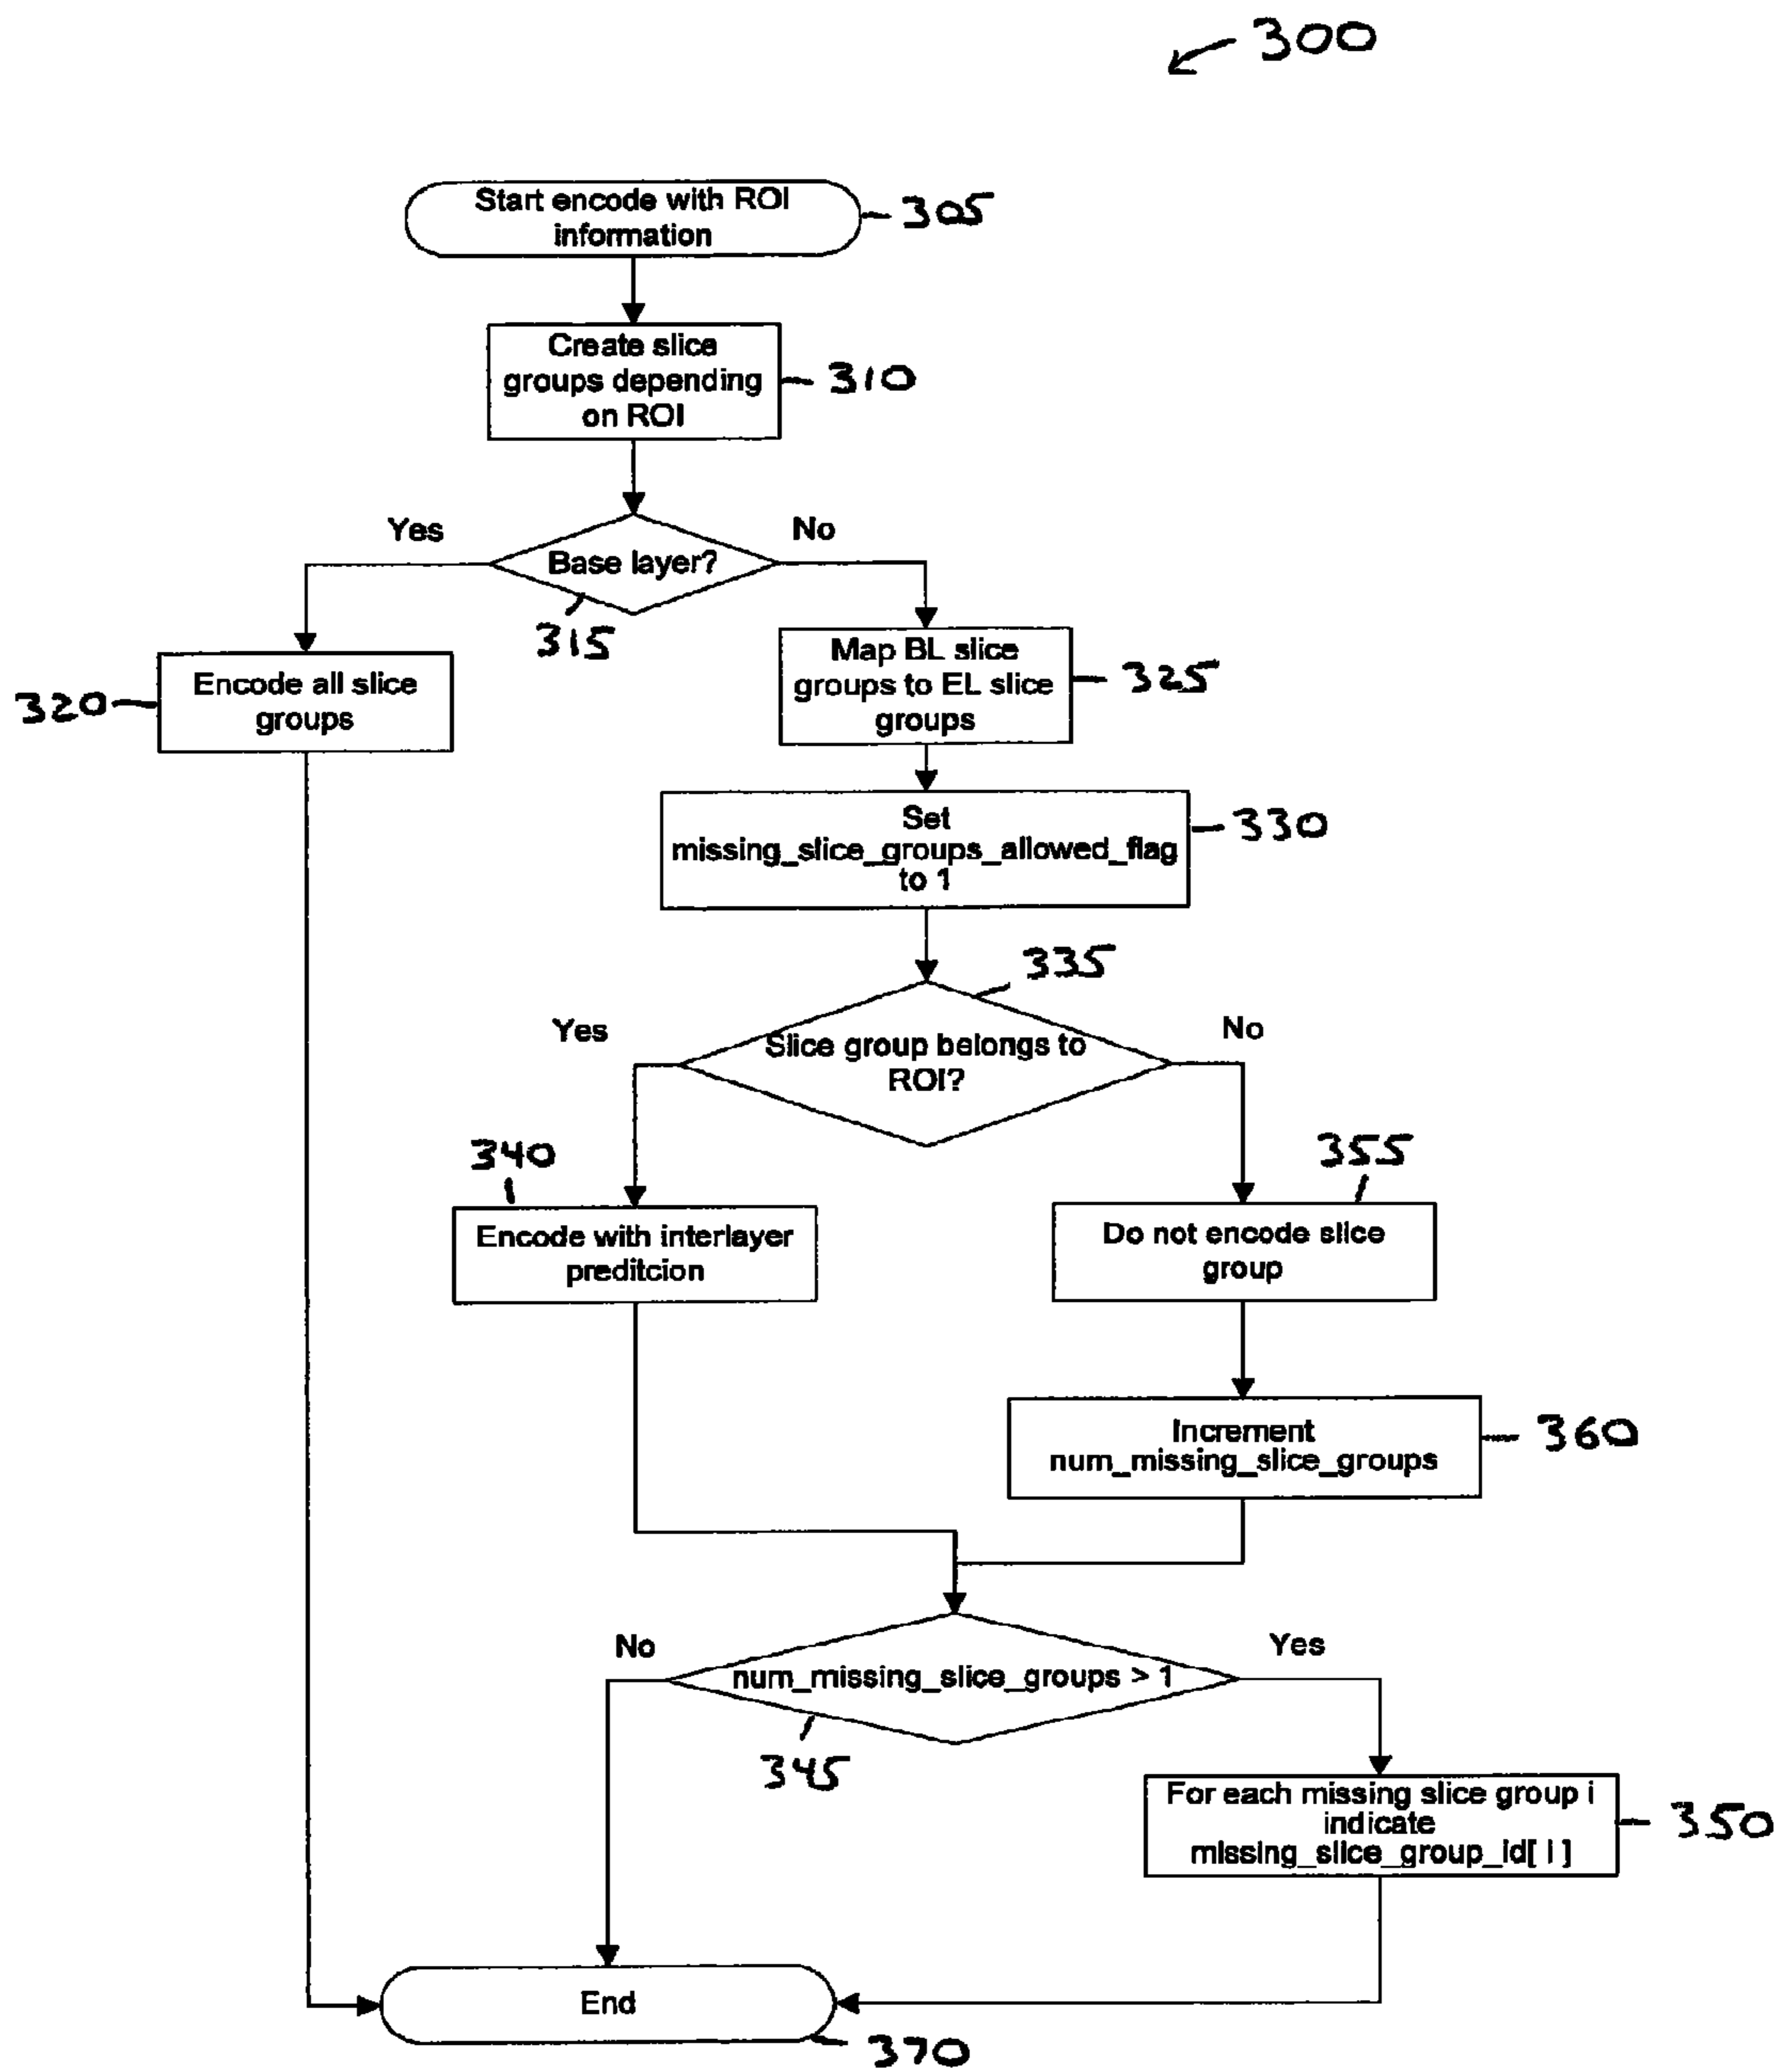 300
Start encode with ROI
information
305
Create slice
groups depending
on ROI
310
Yes
No
Base layer?
315
Encode all slice
groups
320
Map BL slice
groups to EL slice
groups
325
Set
missing_slice_groups_allowed_flag
to 1
330
335
Yes
No
Slice group belongs to
ROI?
340
355
Encode with interlayer
preditcion
Do not encode slice
group
Increment
num_missing_slice_groups
360
No
Yes
num_missing_slice_groups > 1
345
For each missing slice group i
indicate
missing_slice_group_id[ i ]
350
End
370